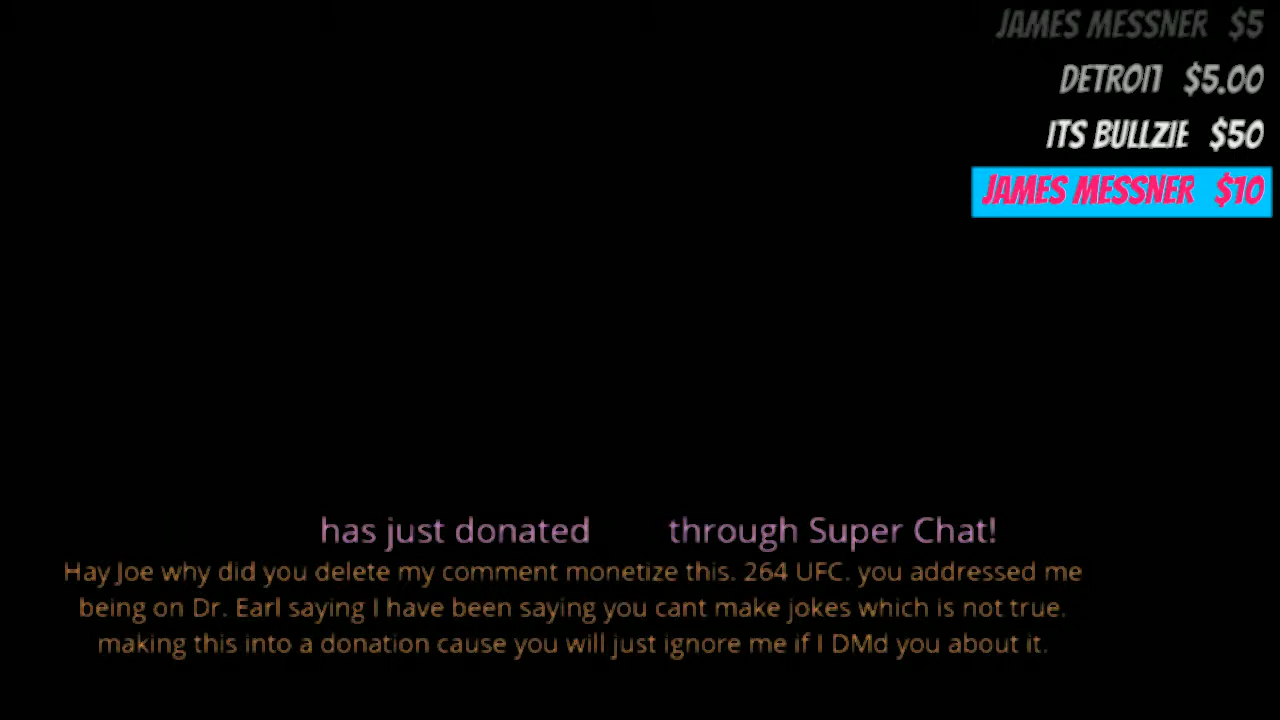 JAMES MESSNER $5
DETROIT $5.00
ITS BULLZIE $50
JAMES MESSNER $10
has just donated through Super Chat!
Hay Joe why did you delete my comment monetize this. 264 UFC. you addressed me
being on Dr. Earl saying I have been saying you cant make jokes which is not true.
making this into a donation cause you will just ignore me if I DMd you about it.